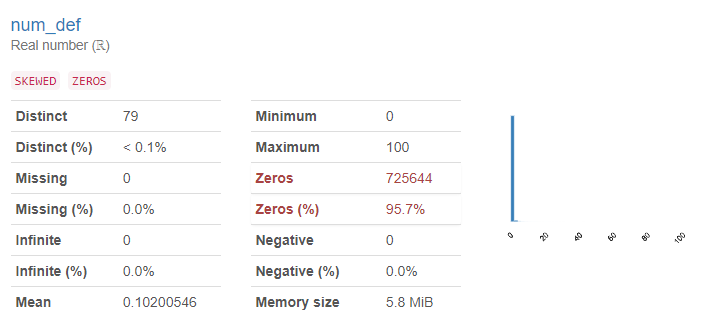 num_def
Real number (ℝ)
SKEWED ZEROS
Distinct 79
Distinct (%) < 0.1%
Missing 0
Missing (%) 0.0%
Infinite 0
Infinite (%) 0.0%
Mean 0.10200546
Minimum 0
Maximum 100
Zeros 725644
Zeros (%) 95.7%
Negative 0
Negative (%) 0.0%
Memory size 5.8 MiB
0 20 40 60 80 100